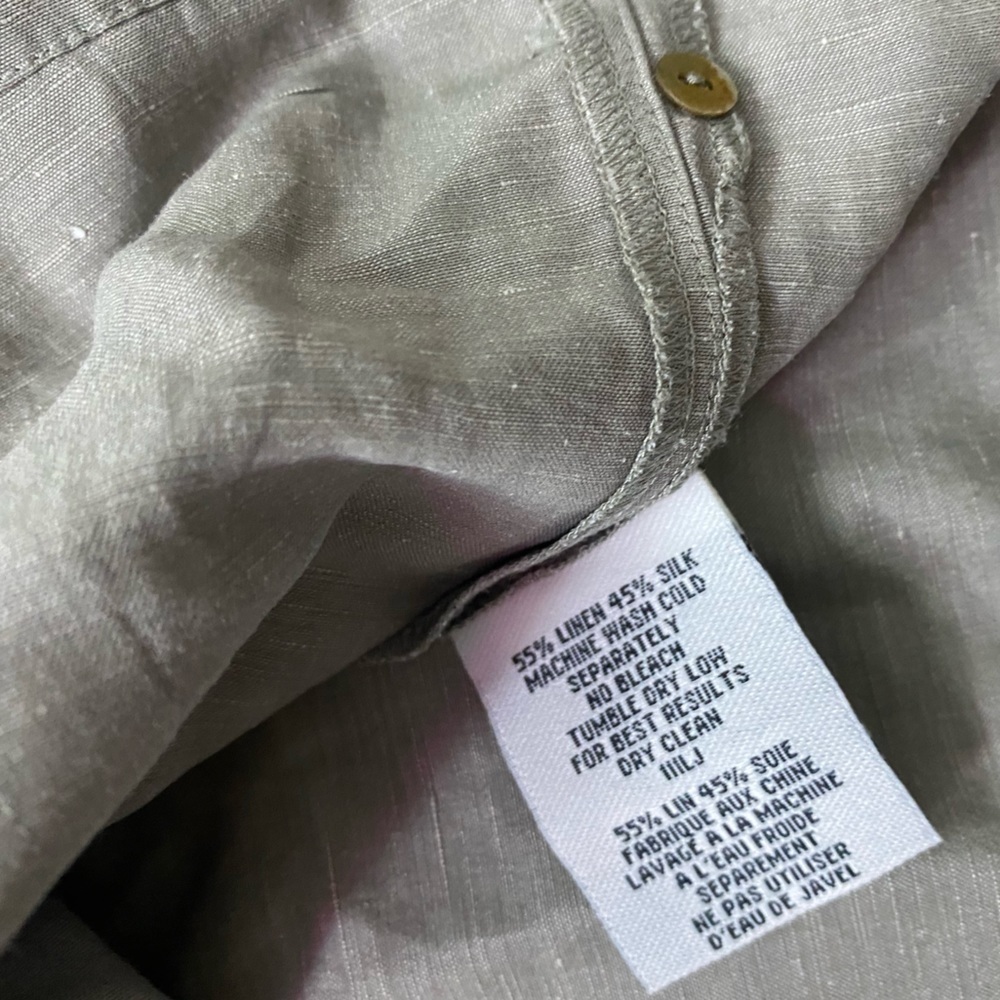 55% LINEN 45% SILK
MACHINE WASH COLD
SEPARATELY
NO BLEACH
TUMBLE DRY LOW
FOR BEST RESULTS
DRY CLEAN
111LJ
55% LIN 45% SOIE
FABRIQUE AUX CHINE
LAVAGE A LA MACHINE
A L'EAU FROIDE
SEPAREMENT
NE PAS UTILISER
D'EAU DE JAVEL